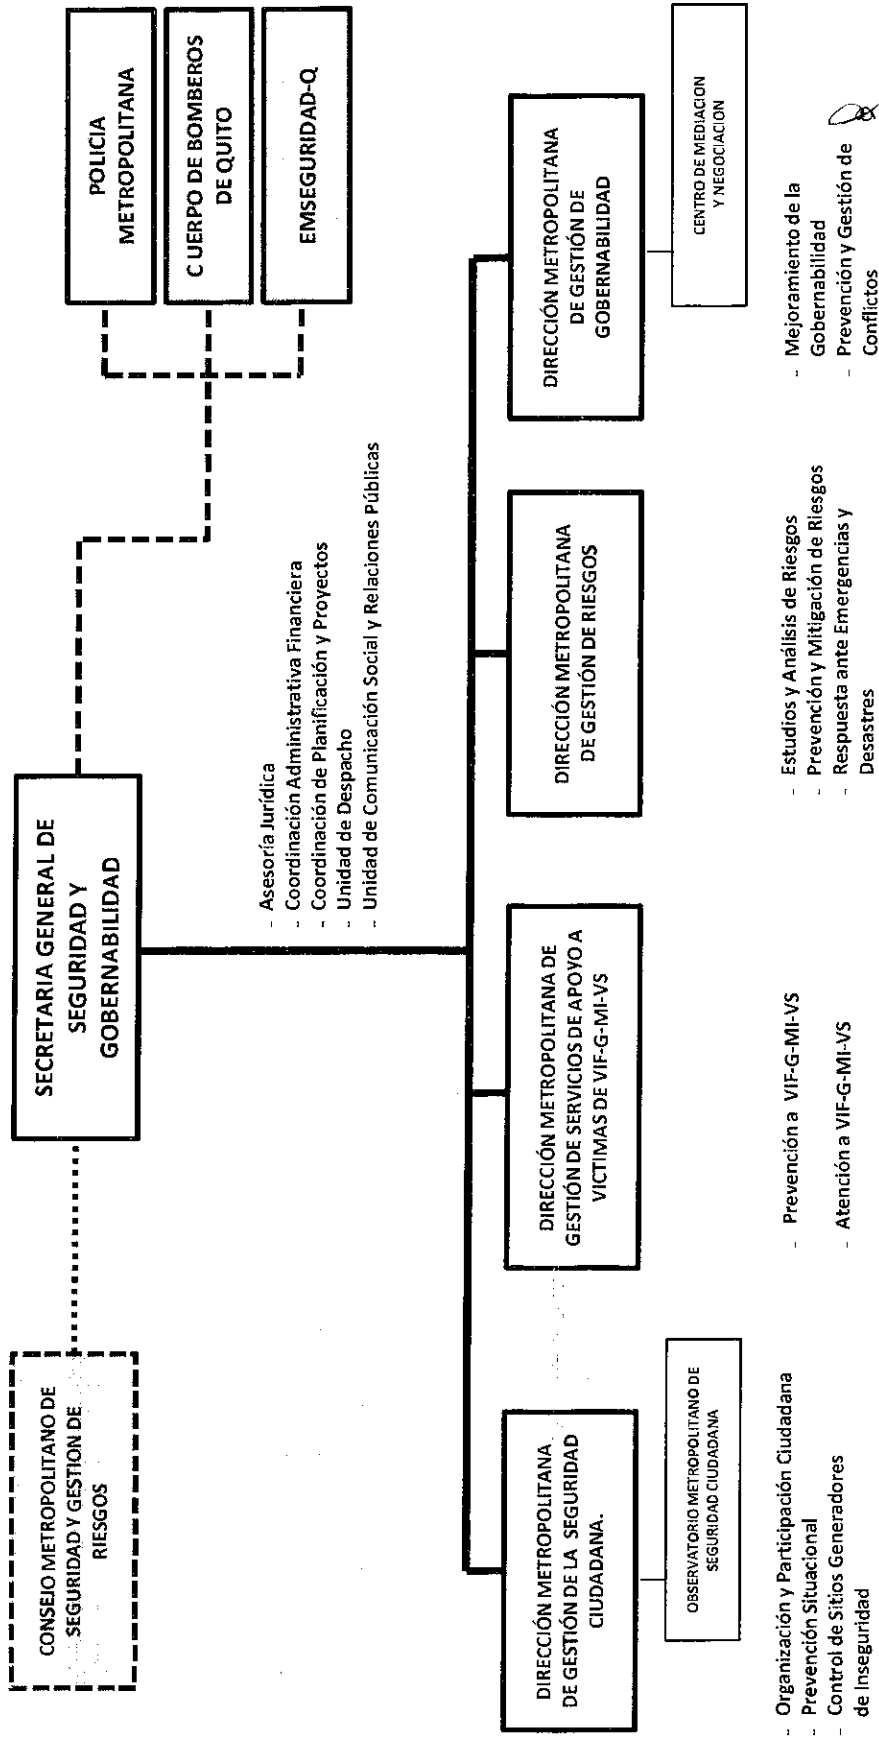 CONSEJO METROPOLITANO DE
SEGURIDAD Y GESTION DE
RIESGOS
SECRETARIA GENERAL DE
SEGURIDAD Y
GOBERNABILIDAD
POLICIA
METROPOLITANA
C UERPO DE BOMBEROS
DE QUITO
EMSEGURIDAD-Q
- Asesoría Jurídica
- Coordinación Administrativa Financiera
- Coordinación de Planificación y Proyectos
- Unidad de Despacho
- Unidad de Comunicación Social y Relaciones Públicas
DIRECCIÓN METROPOLITANA
DE GESTIÓN DE LA SEGURIDAD
CIUDADANA.
OBSERVATORIO METROPOLITANO DE
SEGURIDAD CIUDADANA
- Organización y Participación Ciudadana
- Prevención Situacional
- Control de Sitios Generadores
de Inseguridad
DIRECCIÓN METROPOLITANA DE
GESTIÓN DE SERVICIOS DE APOYO A
VICTIMAS DE VIF-G-MI-VS
- Prevención a VIF-G-MI-VS
- Atención a VIF-G-MI-VS
DIRECCIÓN METROPOLITANA
DE GESTIÓN DE RIESGOS
- Estudios y Análisis de Riesgos
- Prevención y Mitigación de Riesgos
- Respuesta ante Emergencias y
Desastres
DIRECCIÓN METROPOLITANA
DE GESTIÓN DE
GOBERNABILIDAD
CENTRO DE MEDIACION
Y NEGOCIACION
- Mejoramiento de la
Gobernabilidad
- Prevención y Gestión de
Conflictos